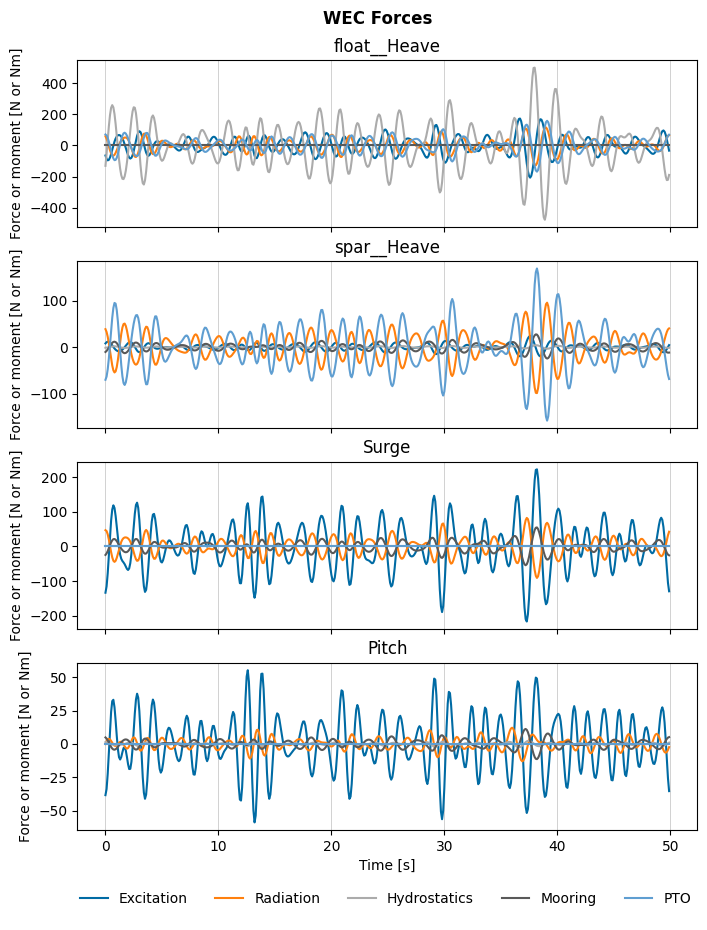 WEC Forces
float__Heave
Force or moment [N or Nm]
400
200
0
−200
−400
spar__Heave
Force or moment [N or Nm]
100
0
−100
Surge
Force or moment [N or Nm]
200
100
0
−100
−200
Pitch
Force or moment [N or Nm]
50
25
0
−25
−50
0 10 20 30 40 50
Time [s]
Excitation Radiation Hydrostatics Mooring PTO